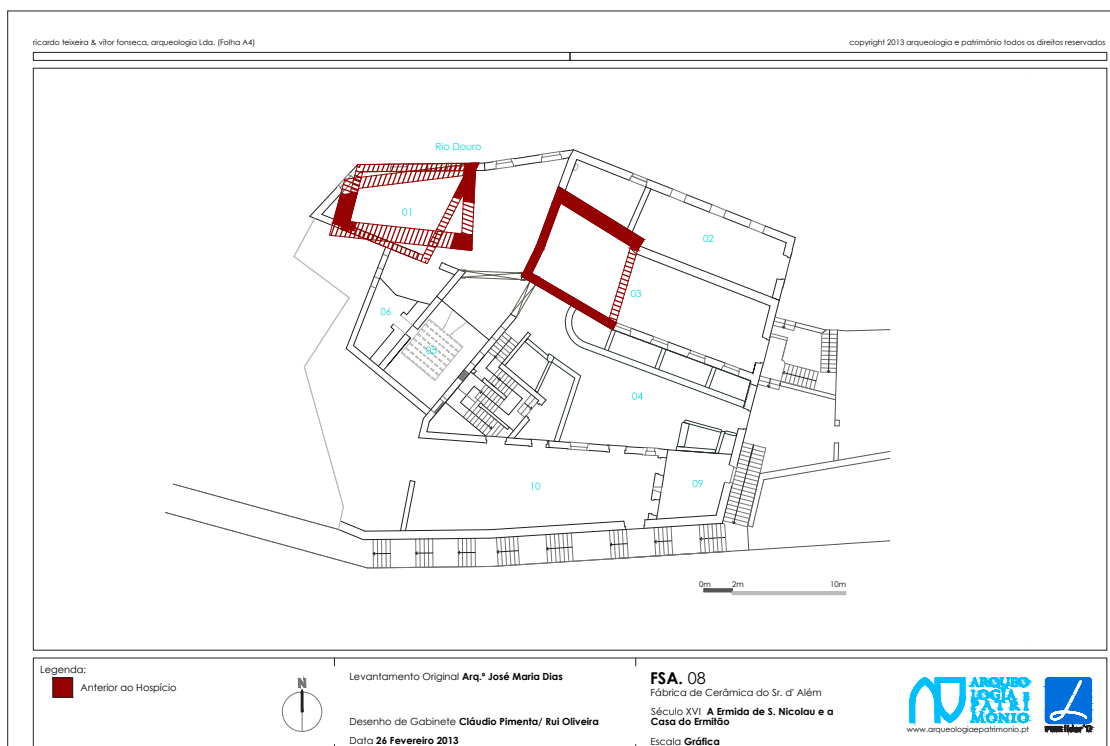 ricardo teixeira & vítor fonseca, arqueologia Lda. (Folha A4)
copyright 2013 arqueologia e património todos os direitos reservados
Rio Douro
01
02
03
06
05
04
09
10
0m 2m 10m
Legenda:
Anterior ao Hospício
N
Levantamento Original Arq.º José Maria Dias
Desenho de Gabinete Cláudio Pimenta/ Rui Oliveira
Data 26 Fevereiro 2013
FSA. 08
Fábrica de Cerâmica do Sr. d' Além
Século XVI A Ermida de S. Nicolau e a
Casa do Ermitão
Escala Gráfica
ARQUEO
LOGIA E
PATRI
MÓNIO
www.arqueologiaepatrimonio.pt